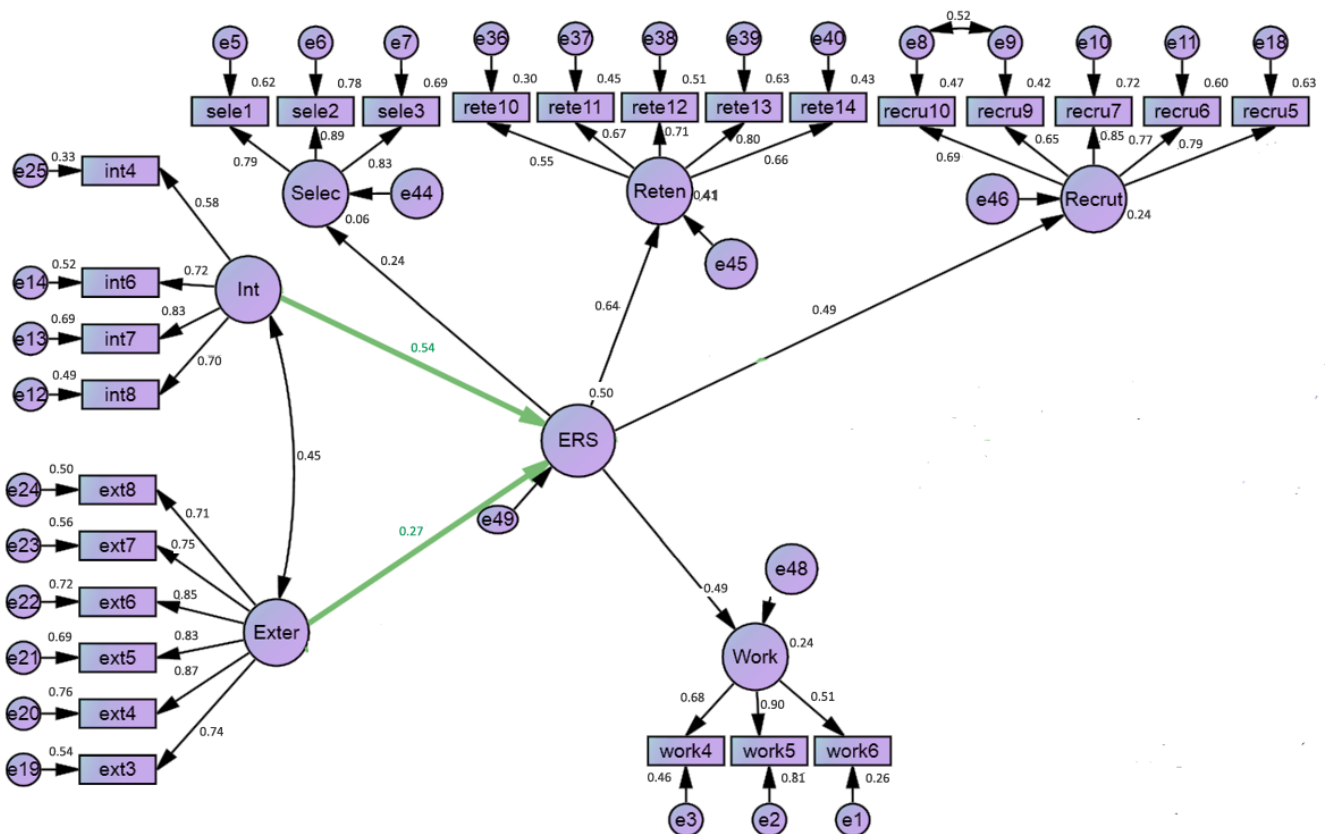 e5 e6 e7 e36 e37 e38 e39 e40 e8 0.52 e9 e10 e11 e18
0.62 0.78 0.69 0.30 0.45 0.51 0.63 0.43 0.47 0.42 0.72 0.60 0.63
sele1 sele2 sele3 rete10 rete11 rete12 rete13 rete14 recru10 recru9 recru7 recru6 recru5
0.79 0.89 0.83 0.55 0.67 0.71 0.80 0.66 0.69 0.65 0.85 0.77 0.79
e25 0.33 int4
Selec e44 Reten Recrut e46
0.06 0.24
0.58
e14 0.52 int6 0.72 Int
0.24 e45
e13 0.69 int7 0.83
0.64 0.49
e12 0.49 int8 0.70
0.54
0.50
ERS
0.45
e24 0.50 ext8 0.71
e49
0.27
e23 0.56 ext7 0.75
e22 0.72 ext6 0.85
0.49 e48
Exter
e21 0.69 ext5 0.83
Work 0.24
e20 0.76 ext4 0.87
0.68 0.90 0.51
e19 0.54 ext3 0.74
work4 work5 work6
0.46 0.81 0.26
e3 e2 e1